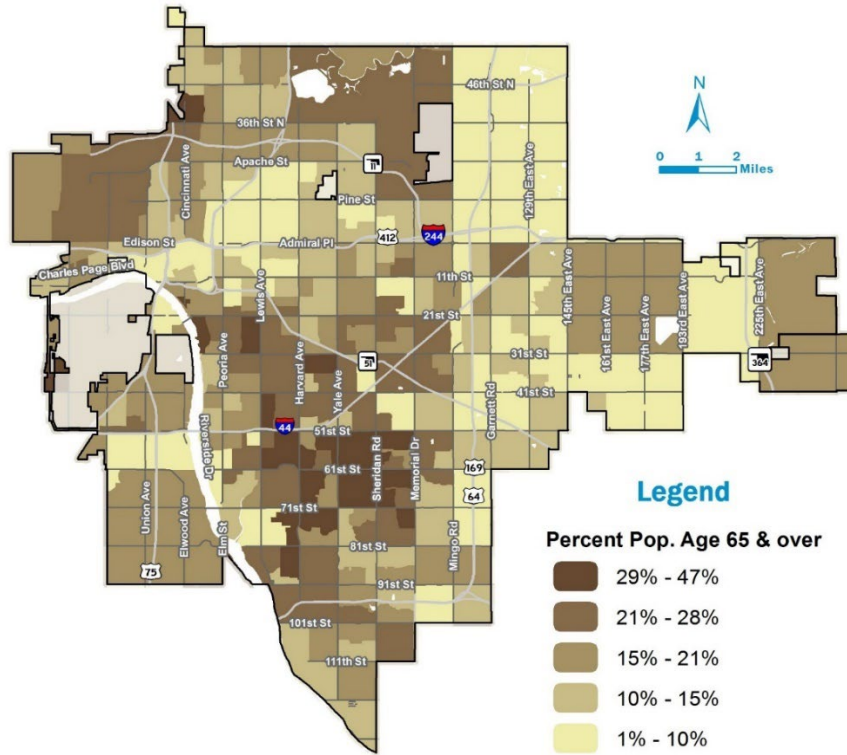 46th St N
N
36th St N
0 1 2
Miles
Apache St
11
Cincinnati Ave
129th East Ave
Pine St
412
244
Edison St
Admiral Pl
Charles Page Blvd
11th St
Lewis Ave
145th East Ave
161st East Ave
177th East Ave
193rd East Ave
225th East Ave
21st St
Peoria Ave
Harvard Ave
Yale Ave
51
31st St
364
41st St
Garnett Rd
44
51st St
Riverside Dr
61st St
Sheridan Rd
Memorial Dr
169
64
Union Ave
Elwood Ave
Elm St
71st St
81st St
Mingo Rd
75
91st St
101st St
111th St
Legend
Percent Pop. Age 65 & over
29% - 47%
21% - 28%
15% - 21%
10% - 15%
1% - 10%